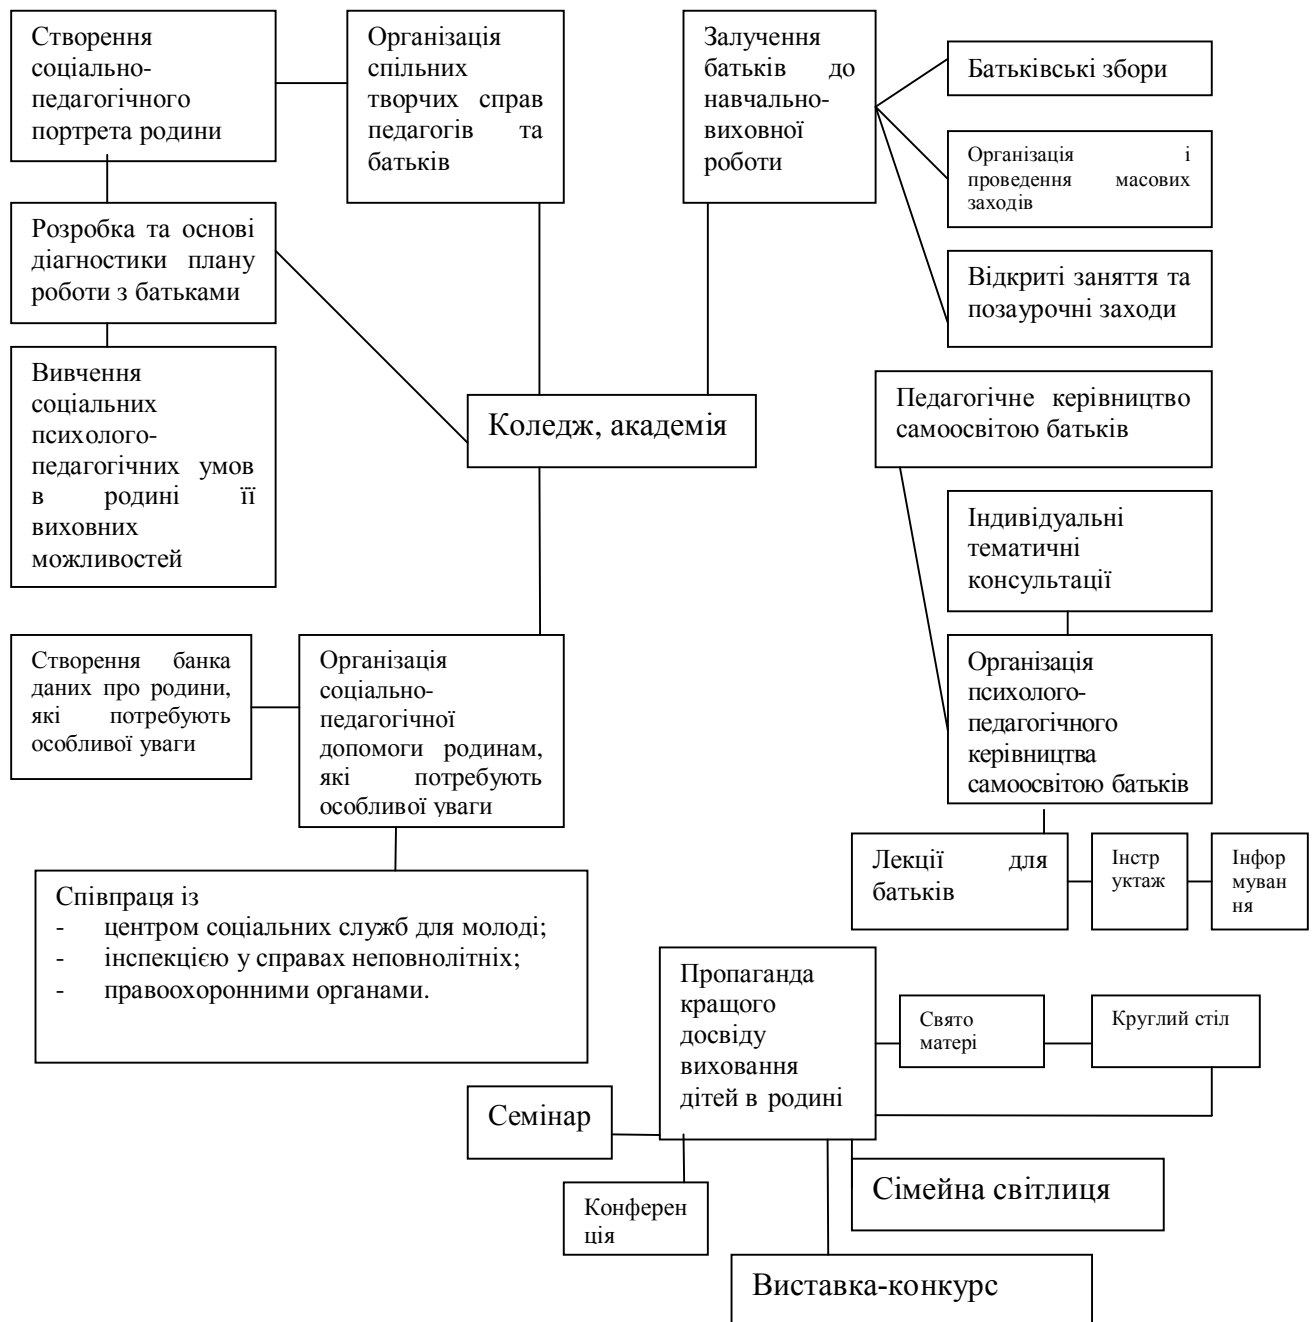 Створення
соціально-
педагогічного
портрета родини
Організація
спільних
творчих справ
педагогів та
батьків
Залучення
батьків до
навчально-
виховної
роботи
Батьківські збори
Організація і
проведення масових
заходів
Відкриті заняття та
позаурочні заходи
Розробка та основі
діагностики плану
роботи з батьками
Вивчення
соціальних
психолого-
педагогічних умов
в родині її
виховних
можливостей
Коледж, академія
Педагогічне керівництво
самоосвітою батьків
Індивідуальні
тематичні
консультації
Організація
психолого-
педагогічного
керівництва
самоосвітою батьків
Створення банка
даних про родини,
які потребують
особливої уваги
Організація
соціально-
педагогічної
допомоги родинам,
які потребують
особливої уваги
Лекції для
батьків
Інстр
уктаж
Інфор
муван
ня
Співпраця із
- центром соціальних служб для молоді;
- інспекцією у справах неповнолітніх;
- правоохоронними органами.
Пропаганда
кращого
досвіду
виховання
дітей в родині
Свято
матері
Круглий стіл
Семінар
Конферен
ція
Сімейна світлиця
Виставка-конкурс